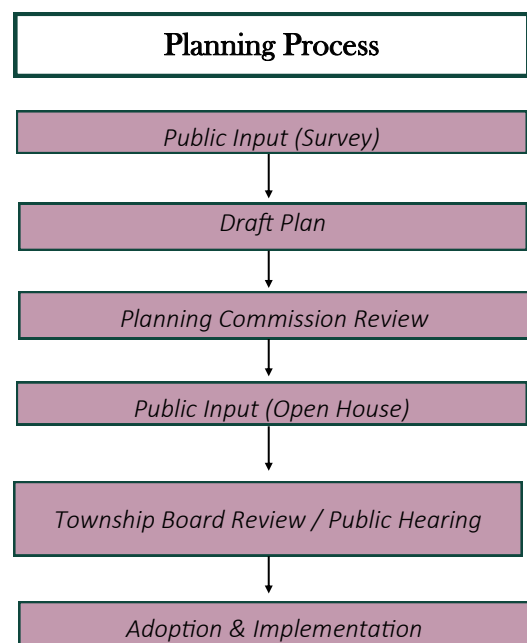 Planning Process
Public Input (Survey)
Draft Plan
Planning Commission Review
Public Input (Open House)
Township Board Review / Public Hearing
Adoption & Implementation